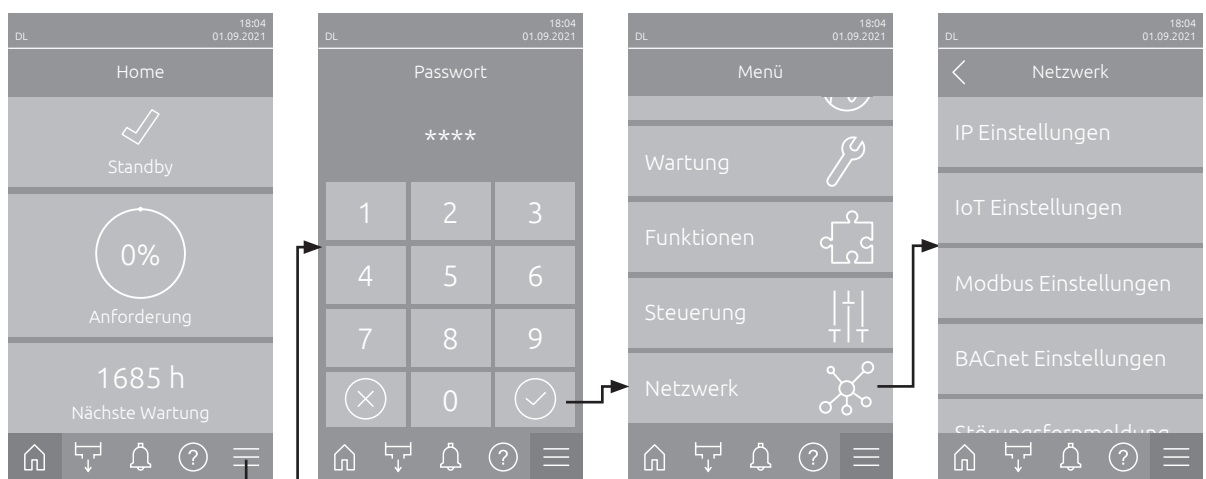 18:04
DL 01.09.2021
Home
Standby
0%
Anforderung
1685 h
Nächste Wartung
?
18:04
DL 01.09.2021
Passwort
****
1 2 3
4 5 6
7 8 9
0
?
18:04
DL 01.09.2021
Menü
Wartung
Funktionen
Steuerung
Netzwerk
?
18:04
DL 01.09.2021
Netzwerk
IP Einstellungen
IoT Einstellungen
Modbus Einstellungen
BACnet Einstellungen
Störungsfernmeldung
?